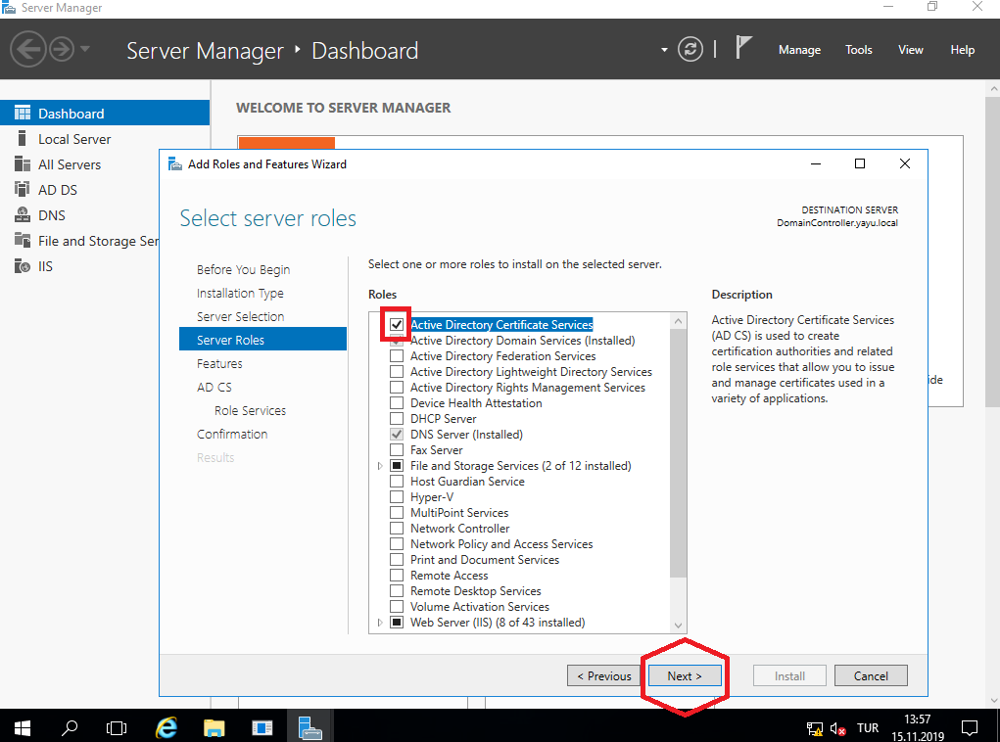 Server Manager
Server Manager • Dashboard
Manage Tools View Help
Dashboard
Local Server
All Servers
AD DS
DNS
File and Storage Ser
IIS
WELCOME TO SERVER MANAGER
Add Roles and Features Wizard
Select server roles
DESTINATION SERVER
DomainController.yayu.local
Before You Begin
Installation Type
Server Selection
Server Roles
Features
AD CS
Role Services
Confirmation
Results
Select one or more roles to install on the selected server.
Roles
Active Directory Certificate Services
Active Directory Domain Services (Installed)
Active Directory Federation Services
Active Directory Lightweight Directory Services
Active Directory Rights Management Services
Device Health Attestation
DHCP Server
DNS Server (Installed)
Fax Server
File and Storage Services (2 of 12 installed)
Host Guardian Service
Hyper-V
MultiPoint Services
Network Controller
Network Policy and Access Services
Print and Document Services
Remote Access
Remote Desktop Services
Volume Activation Services
Web Server (IIS) (8 of 43 installed)
Description
Active Directory Certificate Services
(AD CS) is used to create
certification authorities and related
role services that allow you to issue
and manage certificates used in a
variety of applications.
ide
< Previous Next > Install Cancel
TUR
13:57
15.11.2019